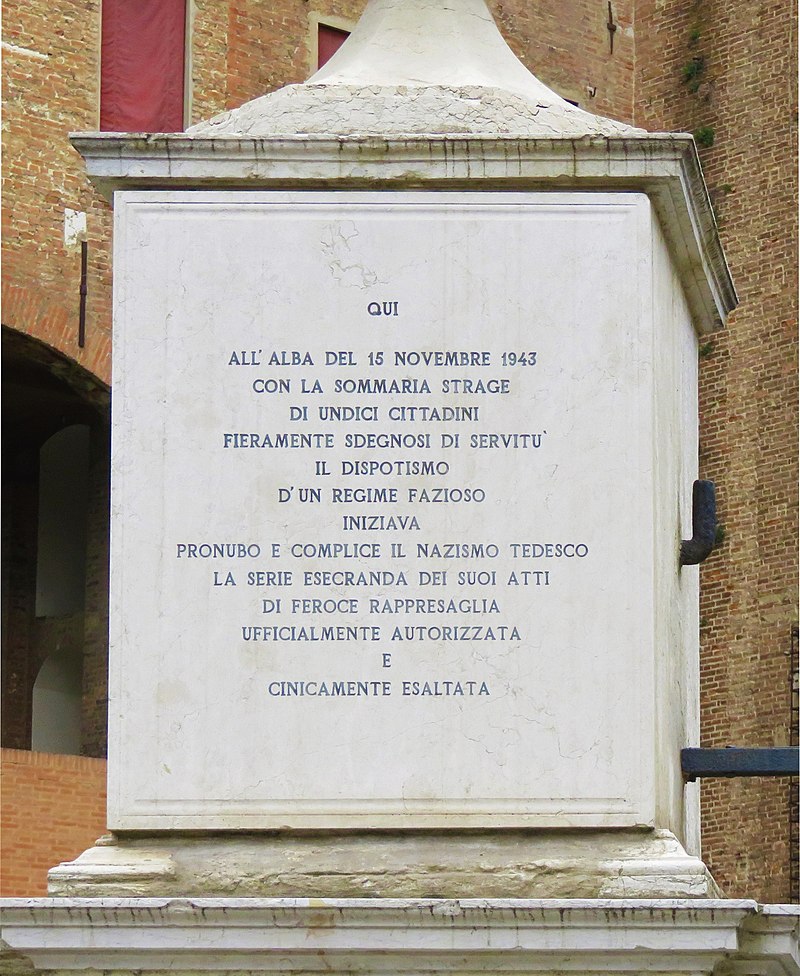 QUI
ALL'ALBA DEL 15 NOVEMBRE 1943
CON LA SOMMARIA STRAGE
DI UNDICI CITTADINI
FIERAMENTE SDEGNOSI DI SERVITU'
IL DISPOTISMO
D'UN REGIME FAZIOSO
INIZIAVA
PRONUBO E COMPLICE IL NAZISMO TEDESCO
LA SERIE ESECRANDA DEI SUOI ATTI
DI FEROCE RAPPRESAGLIA
UFFICIALMENTE AUTORIZZATA
E
CINICAMENTE ESALTATA